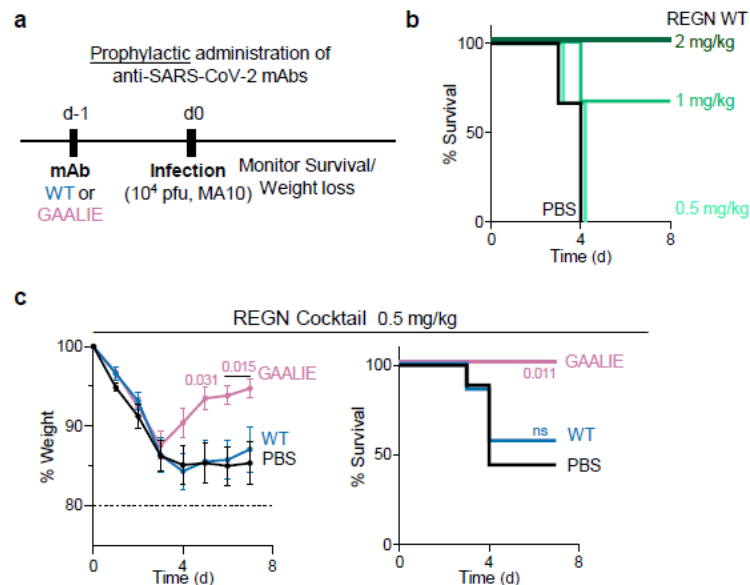 a
Prophylactic administration of
anti-SARS-CoV-2 mAbs
d-1
d0
mAb
WT or
GAALIE
Infection
(10⁴ pfu, MA10)
Monitor Survival/
Weight loss
b
REGN WT
2 mg/kg
1 mg/kg
0.5 mg/kg
PBS
% Survival
100
50
0
0
4
8
Time (d)
c
REGN Cocktail 0.5 mg/kg
% Weight
100
90
80
0
4
8
Time (d)
0.031
0.015
GAALIE
WT
PBS
% Survival
100
50
0
0
4
8
Time (d)
GAALIE
0.011
ns
WT
PBS